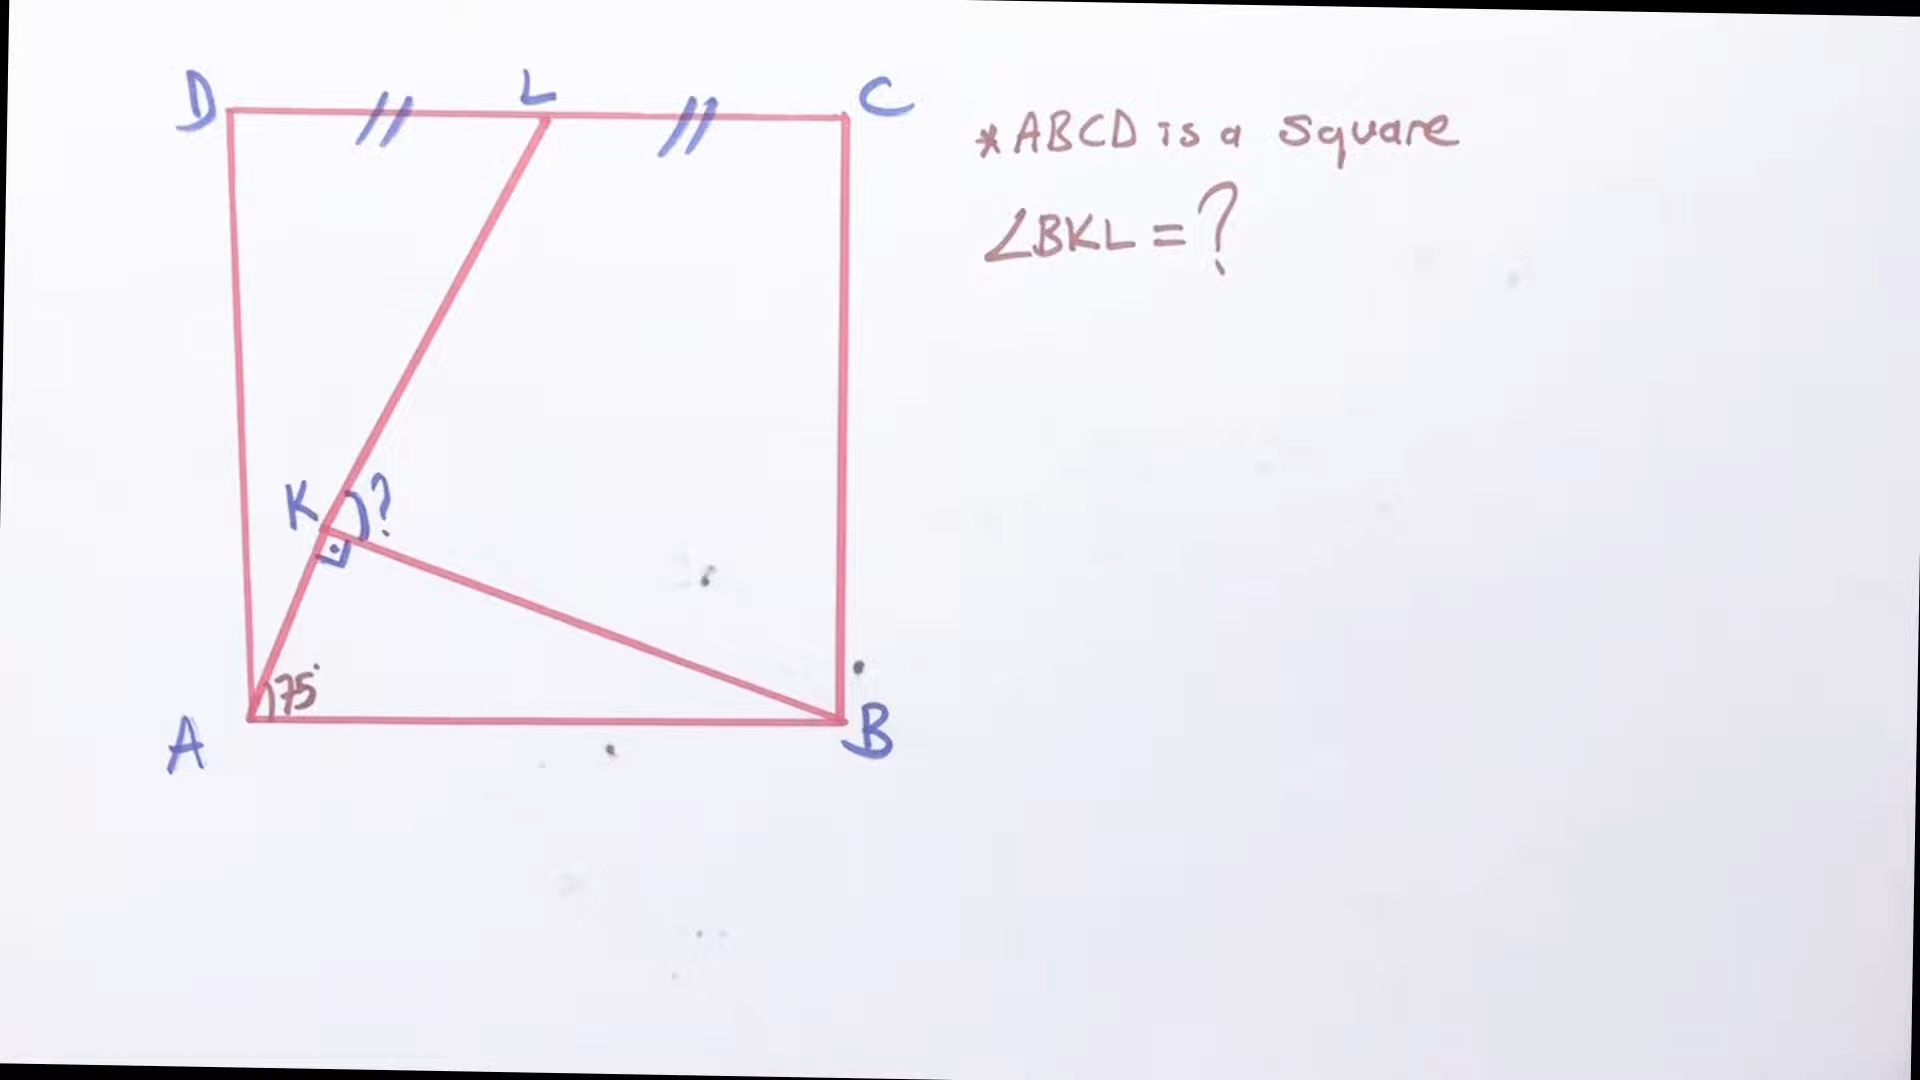 D L C
*ABCD is a square
∠BKL = ?
K ?
75°
A B